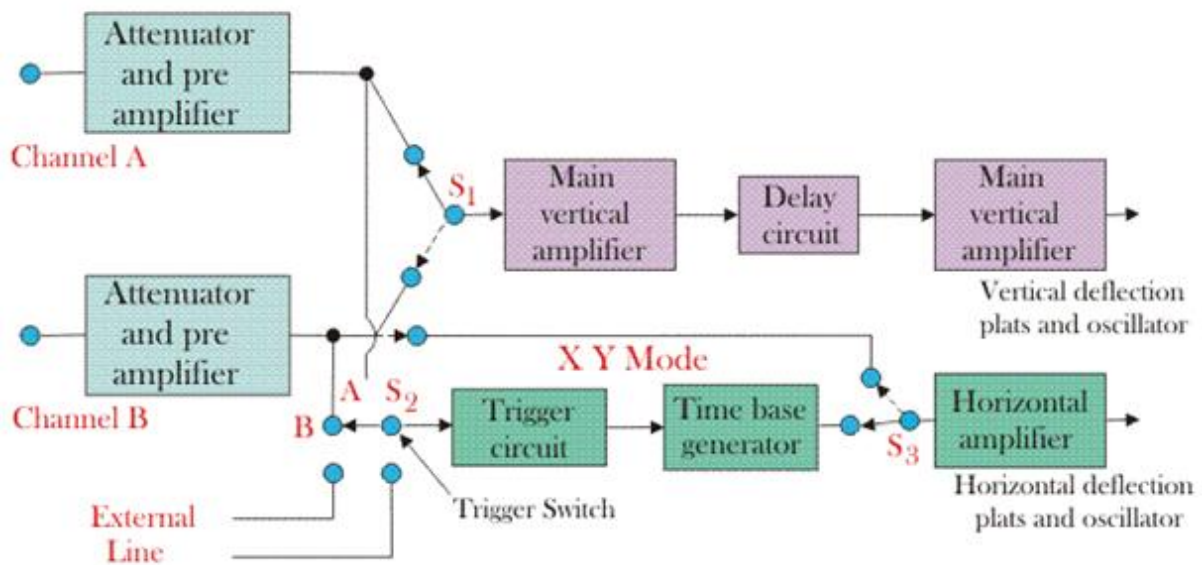 Attenuator
and pre
amplifier
Channel A
S1
Main
vertical
amplifier
Delay
circuit
Main
vertical
amplifier
Vertical deflection
plats and oscillator
Attenuator
and pre
amplifier
Channel B
X Y Mode
A
S2
B
Trigger
circuit
Time base
generator
S3
Horizontal
amplifier
Horizontal deflection
plats and oscillator
Trigger Switch
External
Line